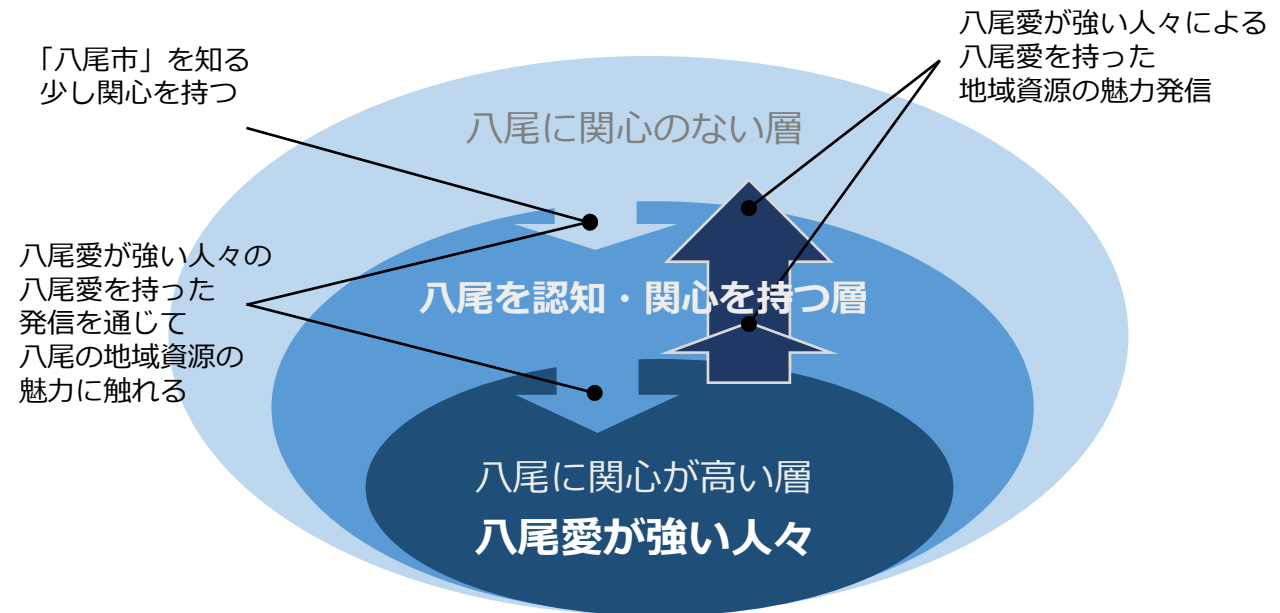 「八尾市」を知る
少し関心を持つ
八尾愛が強い人々による
八尾愛を持った
地域資源の魅力発信
八尾に関心のない層
八尾愛が強い人々の
八尾愛を持った
発信を通じて
八尾の地域資源の
魅力に触れる
八尾を認知・関心を持つ層
八尾に関心が高い層
八尾愛が強い人々